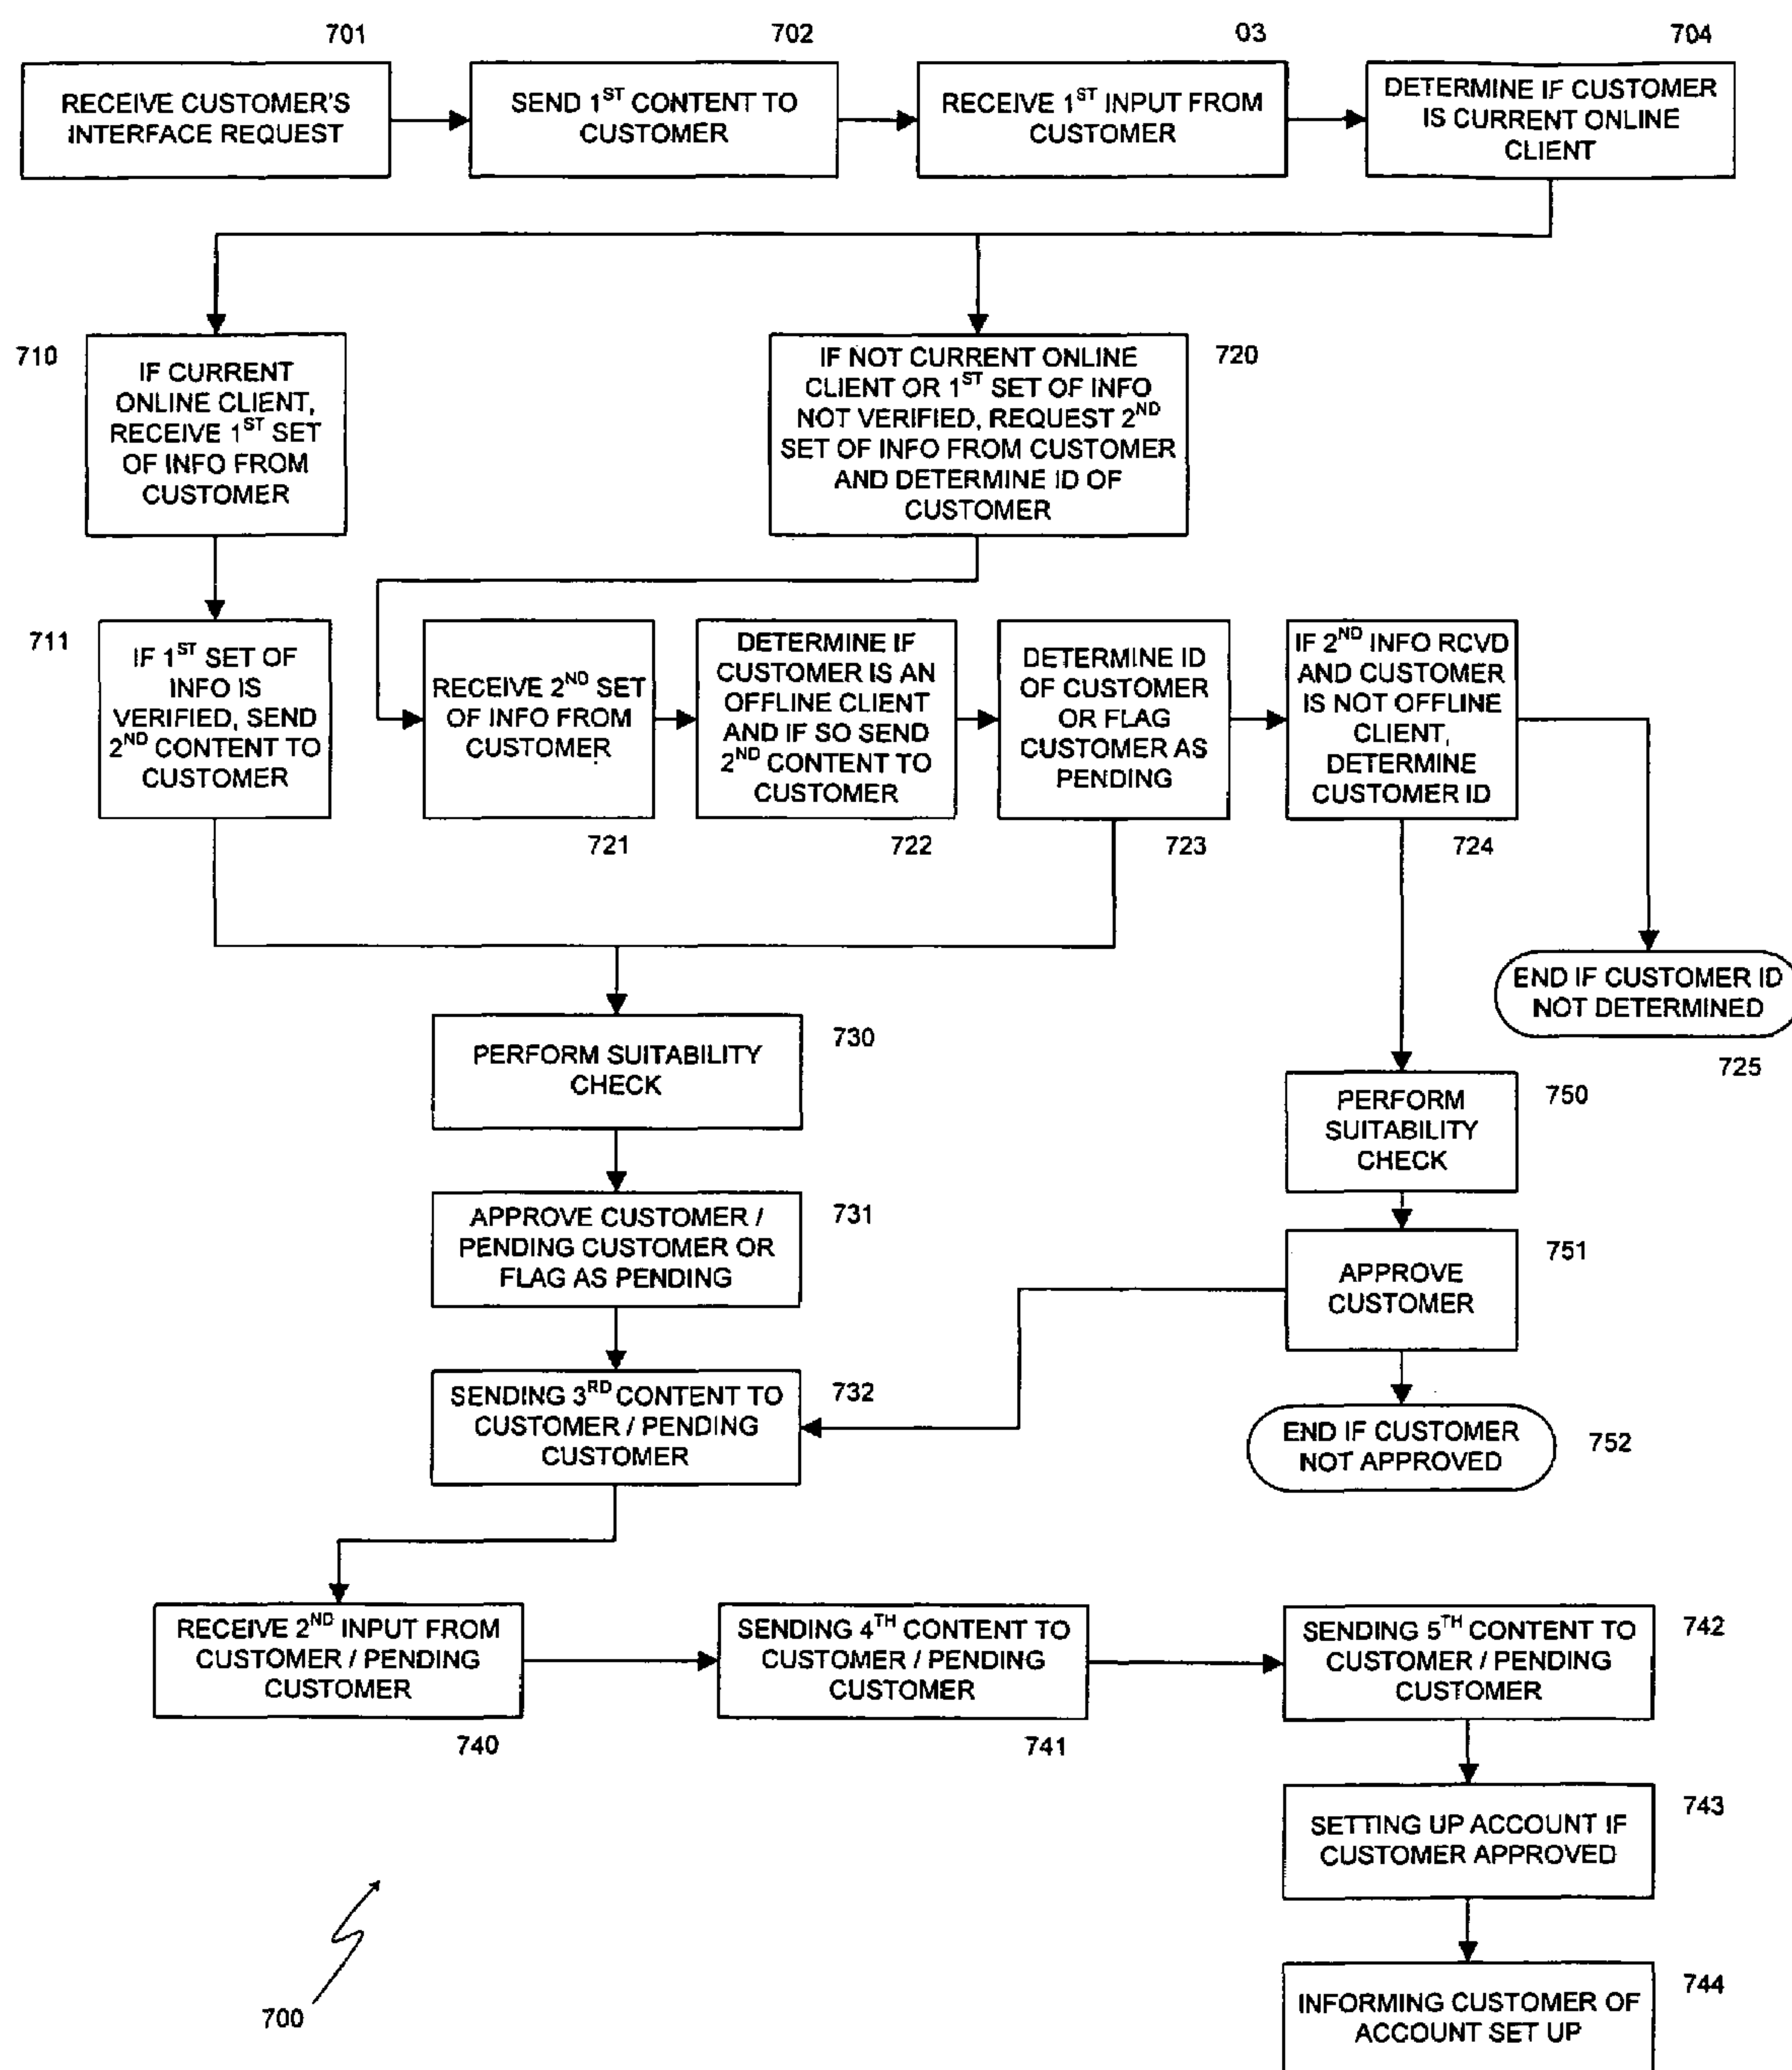 701
702
03
704
RECEIVE CUSTOMER'S
INTERFACE REQUEST
SEND 1ST CONTENT TO
CUSTOMER
RECEIVE 1ST INPUT FROM
CUSTOMER
DETERMINE IF CUSTOMER
IS CURRENT ONLINE
CLIENT
710
IF CURRENT
ONLINE CLIENT,
RECEIVE 1ST SET
OF INFO FROM
CUSTOMER
IF NOT CURRENT ONLINE
CLIENT OR 1ST SET OF INFO
NOT VERIFIED, REQUEST 2ND
SET OF INFO FROM CUSTOMER
AND DETERMINE ID OF
CUSTOMER
720
711
IF 1ST SET OF
INFO IS
VERIFIED, SEND
2ND CONTENT TO
CUSTOMER
RECEIVE 2ND SET
OF INFO FROM
CUSTOMER
721
DETERMINE IF
CUSTOMER IS AN
OFFLINE CLIENT
AND IF SO SEND
2ND CONTENT TO
CUSTOMER
722
DETERMINE ID
OF CUSTOMER
OR FLAG
CUSTOMER AS
PENDING
723
IF 2ND INFO RCVD
AND CUSTOMER
IS NOT OFFLINE
CLIENT,
DETERMINE
CUSTOMER ID
724
END IF CUSTOMER ID
NOT DETERMINED
725
PERFORM SUITABILITY
CHECK
730
PERFORM
SUITABILITY
CHECK
750
APPROVE CUSTOMER /
PENDING CUSTOMER OR
FLAG AS PENDING
731
APPROVE
CUSTOMER
751
SENDING 3RD CONTENT TO
CUSTOMER / PENDING
CUSTOMER
732
END IF CUSTOMER
NOT APPROVED
752
RECEIVE 2ND INPUT FROM
CUSTOMER / PENDING
CUSTOMER
740
SENDING 4TH CONTENT TO
CUSTOMER / PENDING
CUSTOMER
741
SENDING 5TH CONTENT TO
CUSTOMER / PENDING
CUSTOMER
742
SETTING UP ACCOUNT IF
CUSTOMER APPROVED
743
INFORMING CUSTOMER OF
ACCOUNT SET UP
744
700